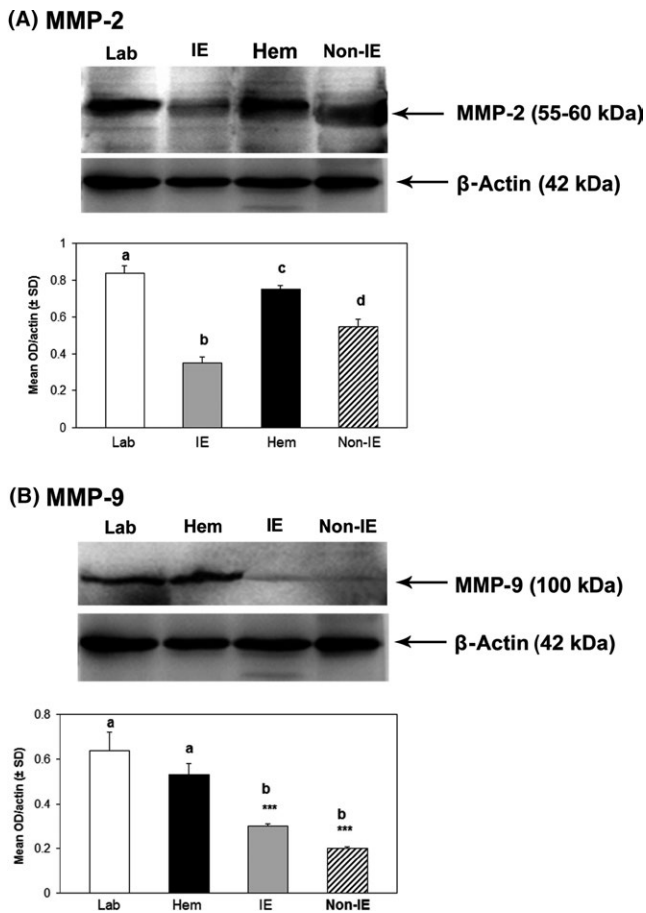 (A) MMP-2
Lab IE Hem Non-IE
MMP-2 (55-60 kDa)
β-Actin (42 kDa)
Mean OD/actin (± SD)
1
0.8
0.6
0.4
0.2
0
a
b
c
d
Lab IE Hem Non-IE
(B) MMP-9
Lab Hem IE Non-IE
MMP-9 (100 kDa)
β-Actin (42 kDa)
Mean OD/actin (± SD)
0.8
0.6
0.4
0.2
0
a
a
b
***
b
***
Lab Hem IE Non-IE